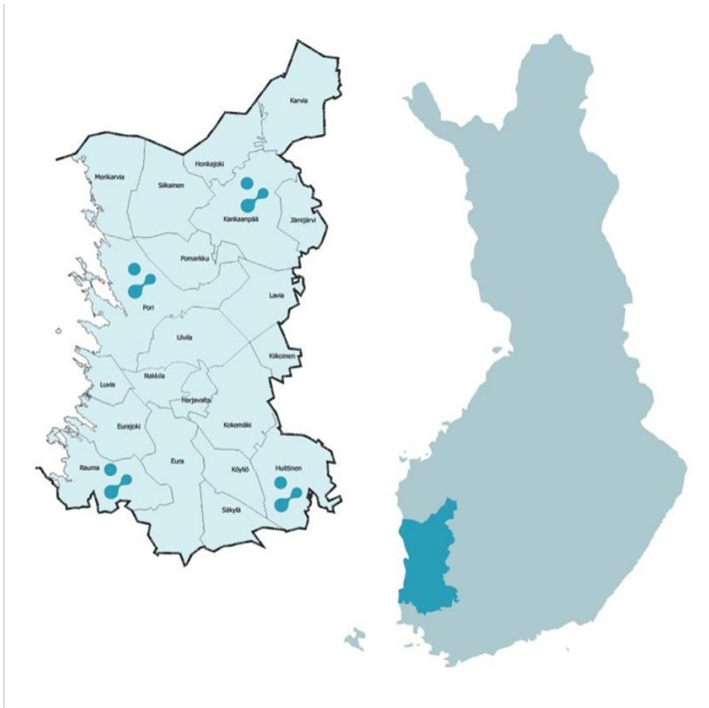 Karvia
Honkajoki
Merikarvia
Siikainen
Kankaanpää
Jämijärvi
Pomarkku
Lavia
Pori
Ulvila
Kiikoinen
Nakkila
Luvia
Harjavalta
Eurajoki
Kokemäki
Eura
Rauma
Köyliö
Huittinen
Säkylä